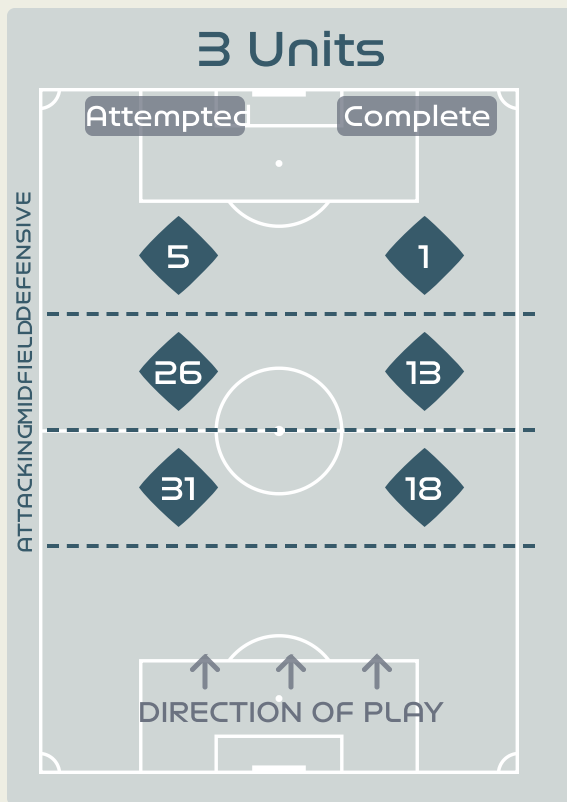 3 Units
Attempted Complete
ATTACKINGMIDFIELDDEFENSIVE
5 1
26 13
31 18
DIRECTION OF PLAY